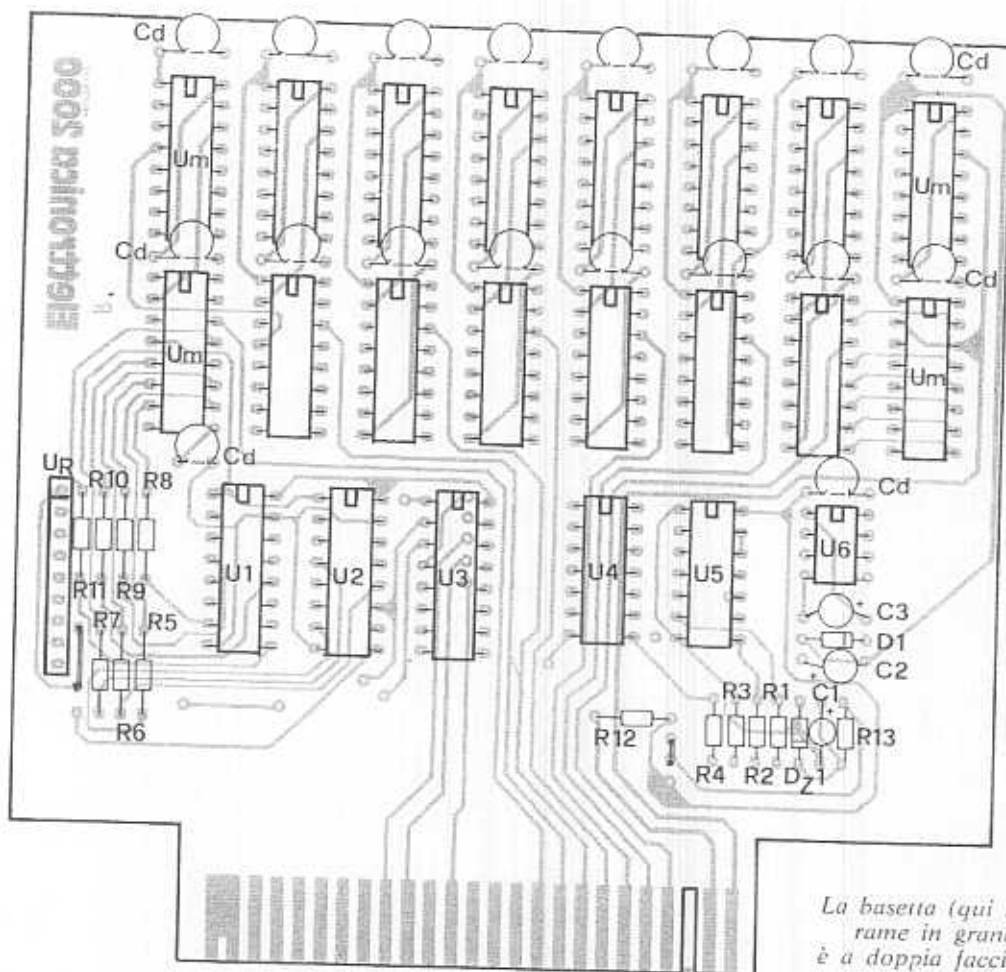 Cd
Cd
Um
Um
Elettronica 2000
Cd
Cd
Um
Um
Cd
Cd
UR
R10
R8
U1
U2
U3
U4
U5
U6
R11
R9
R7
R5
C3
D1
C2
R6
R12
R3
R1
C1
R13
R4
R2
DZ1
La basetta (qui
rame in gran
è a doppia facci